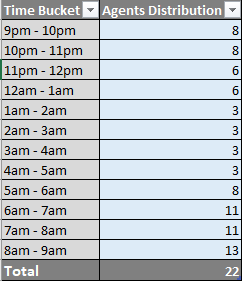 Time Bucket Agents Distribution
9pm - 10pm 8
10pm - 11pm 8
11pm - 12pm 6
12am - 1am 6
1am - 2am 3
2am - 3am 3
3am - 4am 3
4am - 5am 3
5am - 6am 8
6am - 7am 11
7am - 8am 11
8am - 9am 13
Total 22